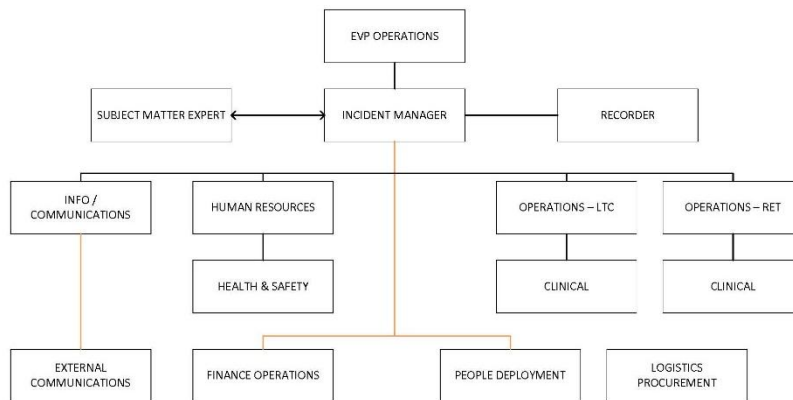 EVP OPERATIONS
SUBJECT MATTER EXPERT
INCIDENT MANAGER
RECORDER
INFO /
COMMUNICATIONS
HUMAN RESOURCES
OPERATIONS – LTC
OPERATIONS – RET
HEALTH & SAFETY
CLINICAL
CLINICAL
EXTERNAL
COMMUNICATIONS
FINANCE OPERATIONS
PEOPLE DEPLOYMENT
LOGISTICS
PROCUREMENT